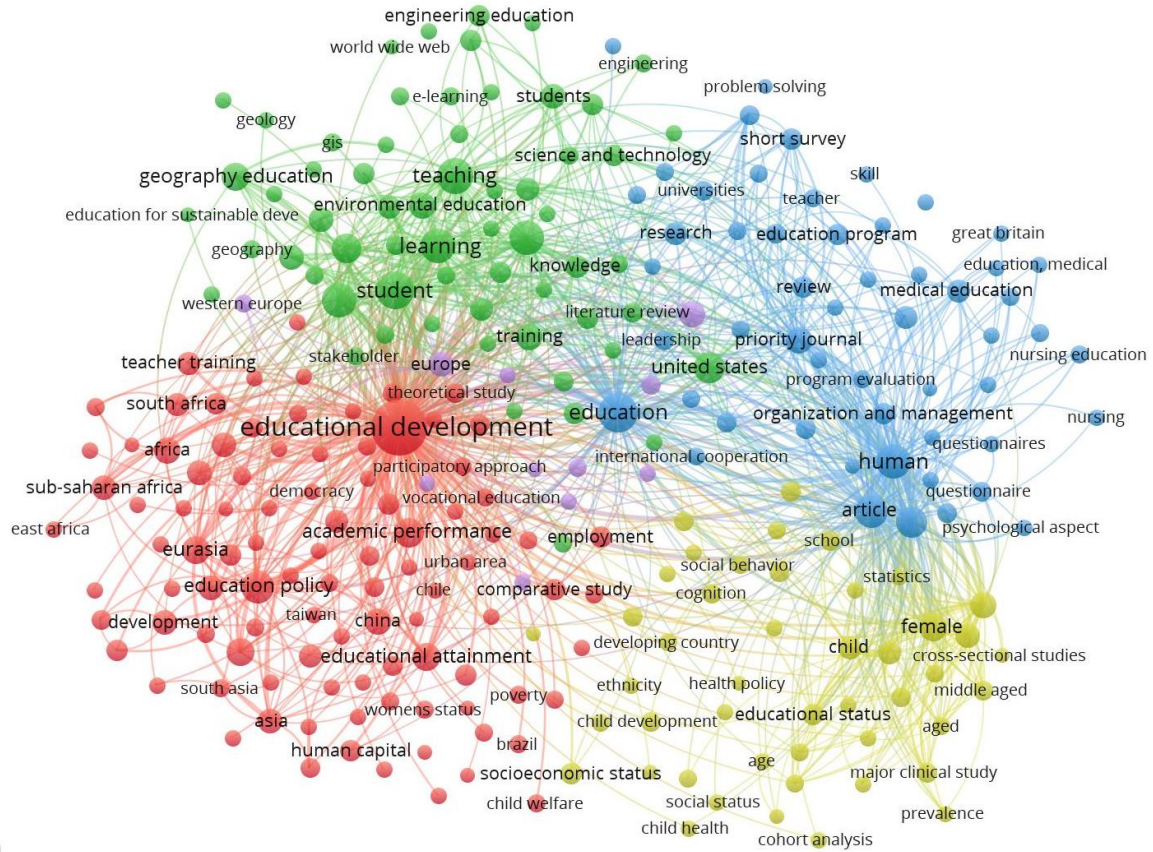 engineering education
world wide web
engineering
problem solving
e-learning
students
geology
short survey
gis
science and technology
geography education
teaching
universities
skill
teacher
environmental education
education for sustainable deve
research
education program
great britain
geography
learning
knowledge
education, medical
student
review
medical education
western europe
literature review
training
leadership
priority journal
stakeholder
teacher training
europe
united states
program evaluation
nursing education
theoretical study
south africa
education
organization and management
nursing
educational development
africa
international cooperation
questionnaires
participatory approach
human
sub-saharan africa
democracy
vocational education
questionnaire
east africa
article
academic performance
employment
psychological aspect
eurasia
school
urban area
social behavior
statistics
education policy
chile
comparative study
cognition
taiwan
development
china
female
developing country
child
educational attainment
cross-sectional studies
south asia
ethnicity
health policy
poverty
middle aged
womens status
asia
child development
educational status
aged
human capital
brazil
age
socioeconomic status
major clinical study
child welfare
social status
prevalence
child health
cohort analysis